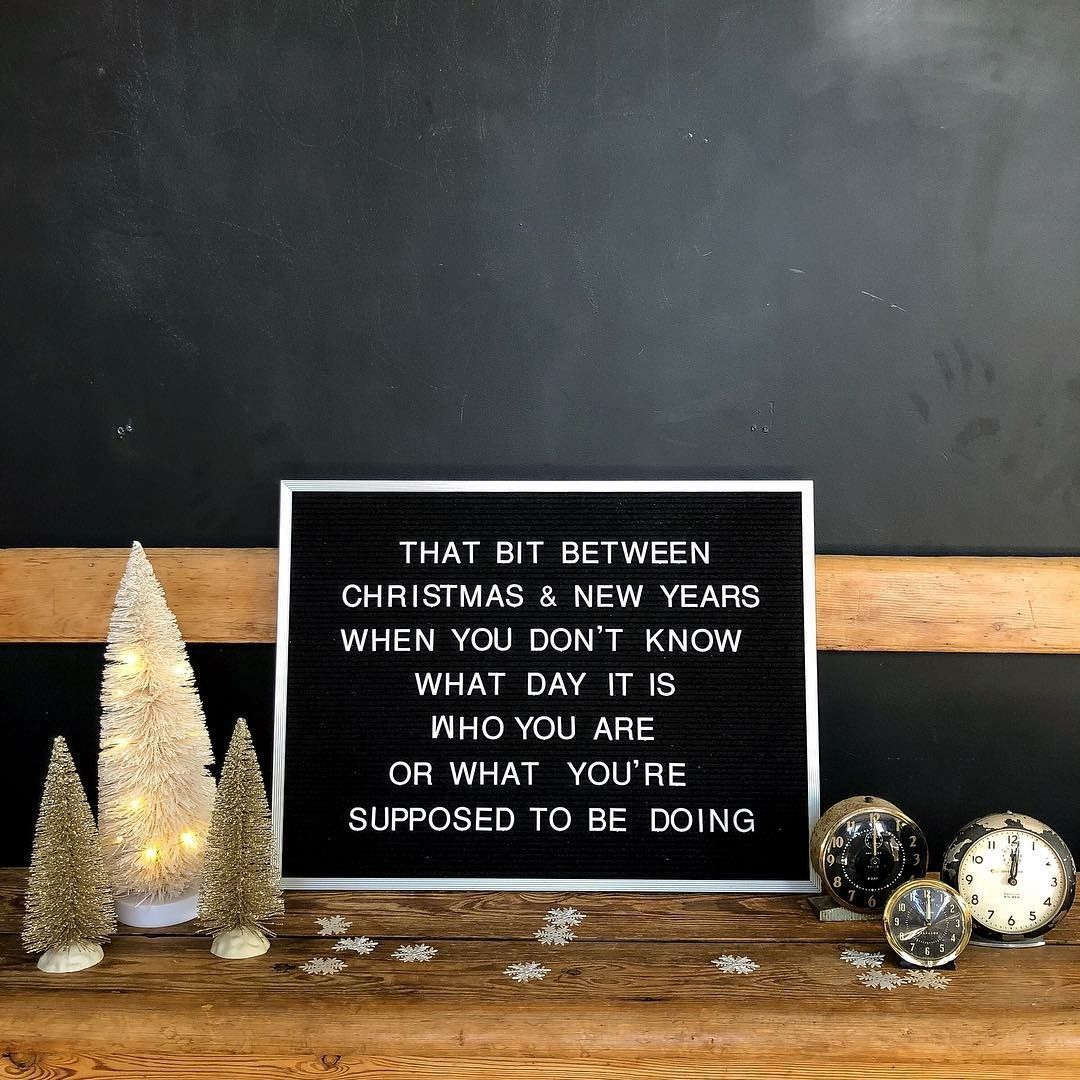 THAT BIT BETWEEN
CHRISTMAS & NEW YEARS
WHEN YOU DON'T KNOW
WHAT DAY IT IS
WHO YOU ARE
OR WHAT YOU'RE
SUPPOSED TO BE DOING